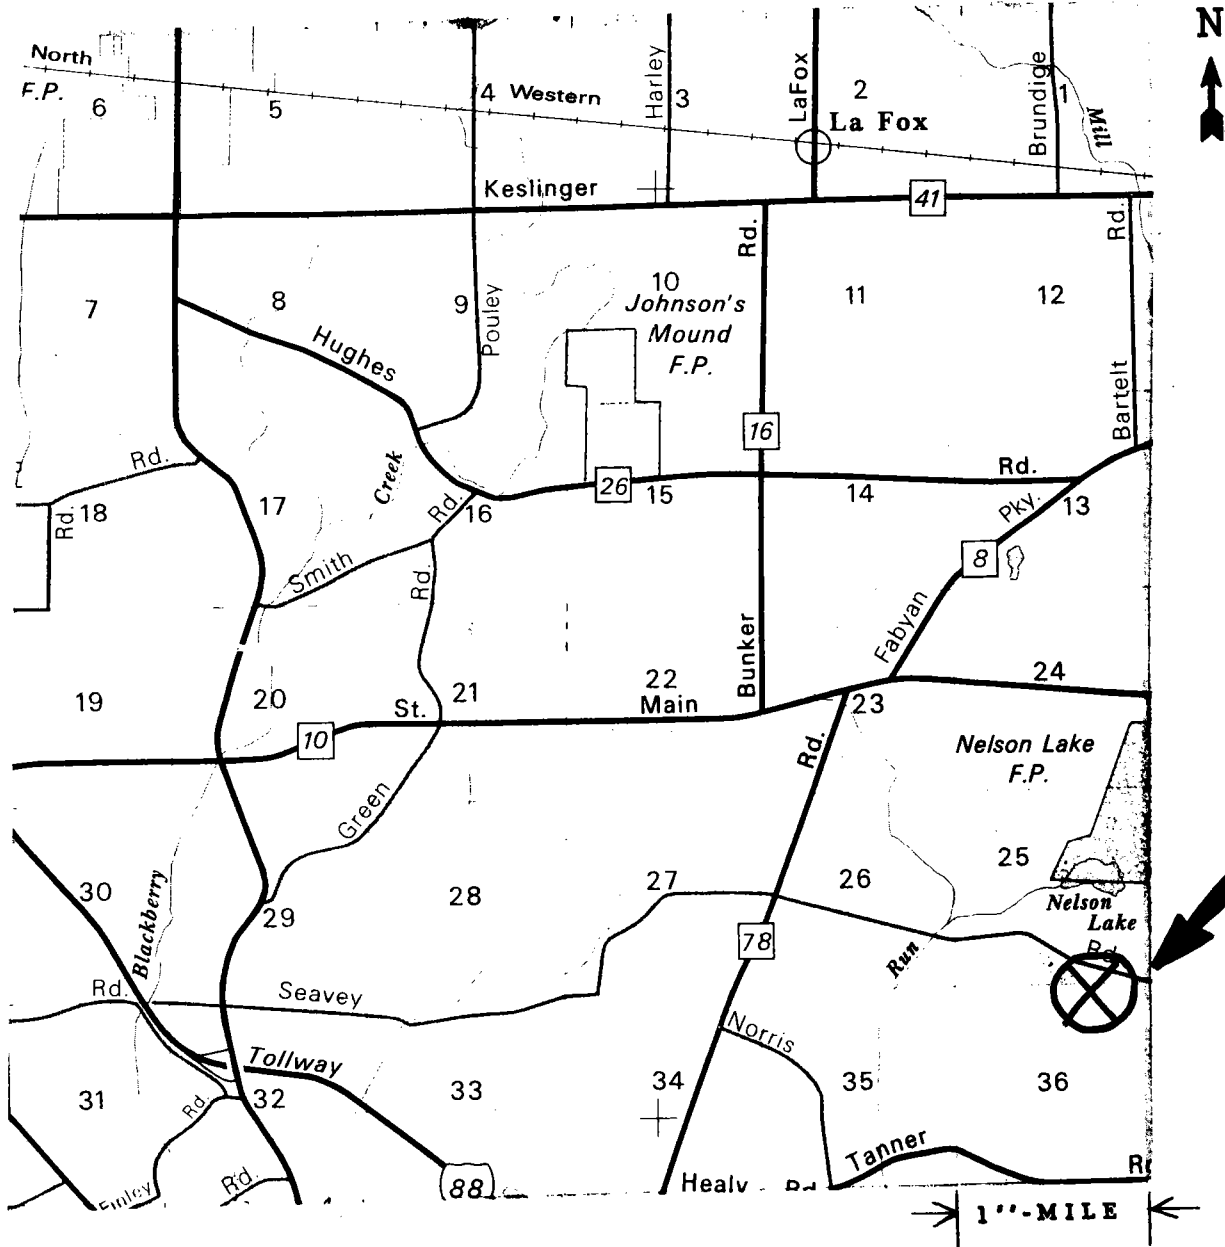 N
North
Western
F.P.
6
5
4
Harley
3
LaFox
2
La Fox
Brundige
1
Mill
Keslinger
41
Rd.
Rd.
7
8
9
Pouley
10
Johnson's
Mound
F.P.
11
12
Hughes
Bartelt
16
Rd.
Creek
Rd.
26
15
Rd.
14
Pky.
13
Rd.
18
17
16
Smith
Rd.
8
Fabyan
Bunker
19
20
21
22
24
St.
Main
23
10
Rd.
Nelson Lake
F.P.
Green
25
30
Blackberry
29
28
27
26
Nelson
Lake
78
Run
Rd.
Rd.
Seavey
Norris
Tollway
31
Rd.
32
33
34
35
36
Tanner
Finley
Rd.
88
Healy Rd.
R
1"-MILE